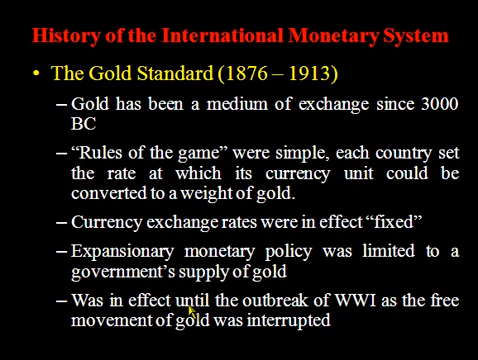 History of the International Monetary System
• The Gold Standard (1876 – 1913)
– Gold has been a medium of exchange since 3000
BC
– “Rules of the game” were simple, each country set
the rate at which its currency unit could be
converted to a weight of gold.
– Currency exchange rates were in effect “fixed”
– Expansionary monetary policy was limited to a
government’s supply of gold
– Was in effect until the outbreak of WWI as the free
movement of gold was interrupted